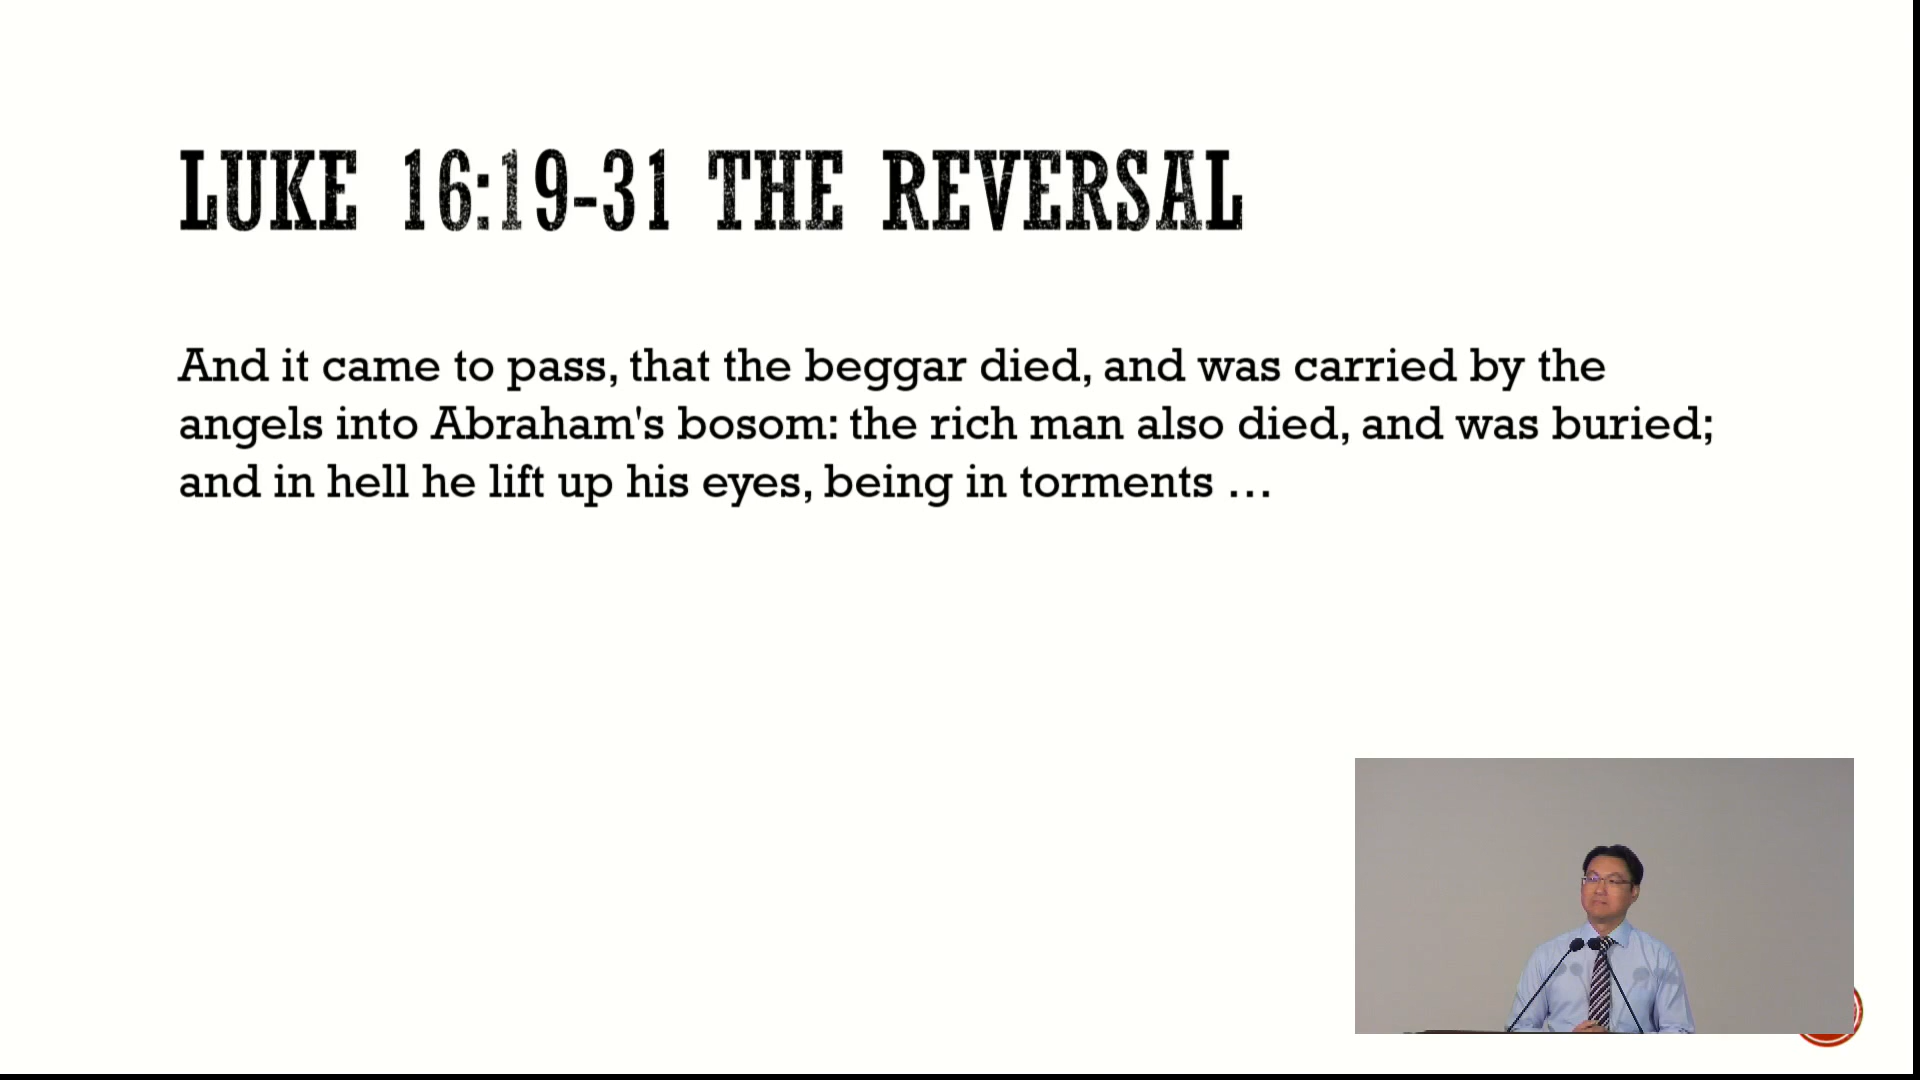 LUKE 16:19-31 THE REVERSAL
And it came to pass, that the beggar died, and was carried by the
angels into Abraham's bosom: the rich man also died, and was buried;
and in hell he lift up his eyes, being in torments …